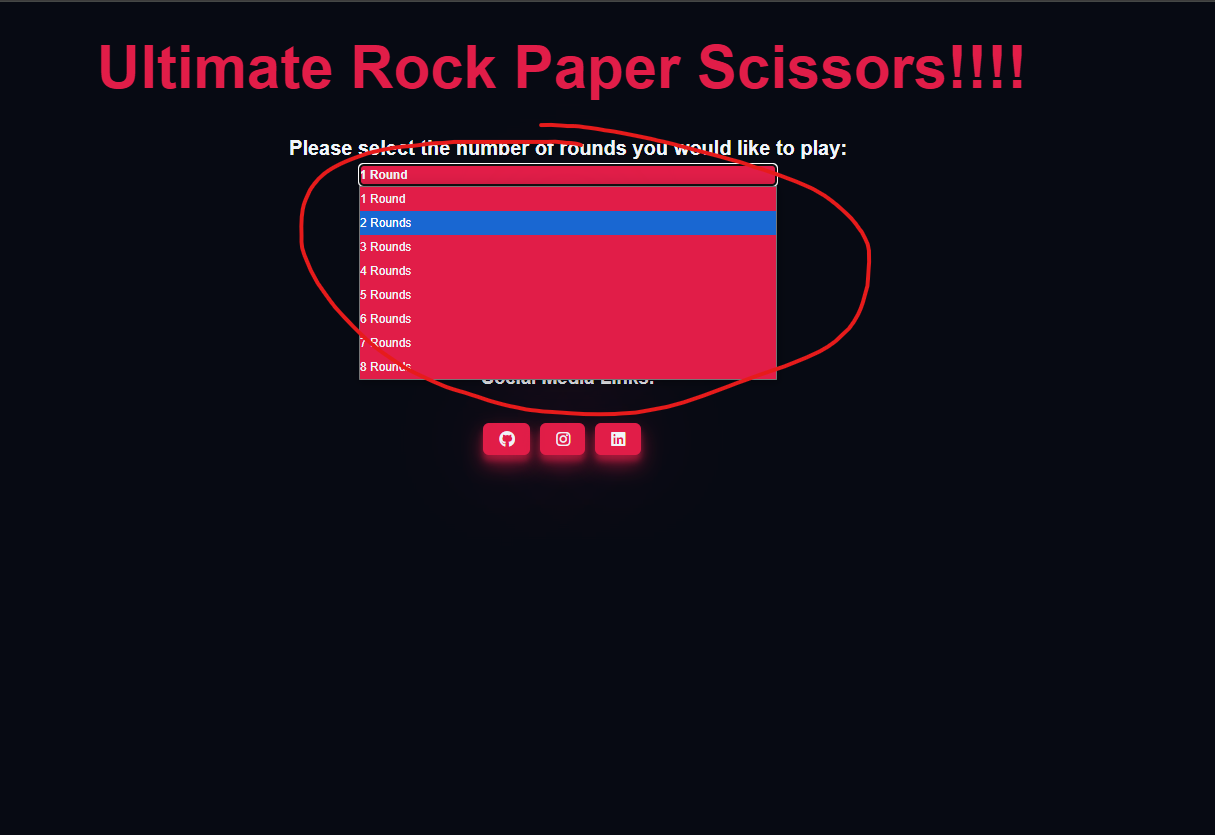 Ultimate Rock Paper Scissors!!!!
Please select the number of rounds you would like to play:
1 Round
1 Round
2 Rounds
3 Rounds
4 Rounds
5 Rounds
6 Rounds
7 Rounds
8 Rounds
Social Media Links:
in